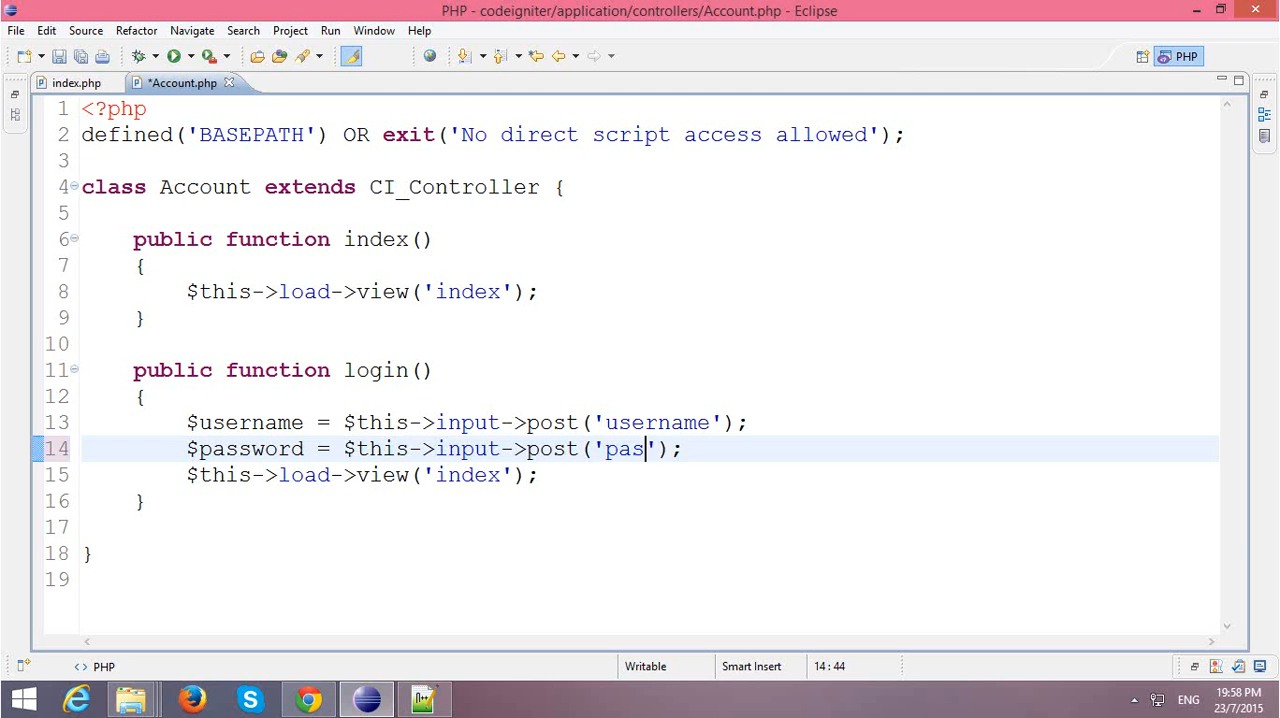 PHP - codeigniter/application/controllers/Account.php - Eclipse
File Edit Source Refactor Navigate Search Project Run Window Help
PHP
index.php *Account.php
1 <?php
2 defined('BASEPATH') OR exit('No direct script access allowed');
3
4 class Account extends CI_Controller {
5
6 public function index()
7 {
8 $this->load->view('index');
9 }
10
11 public function login()
12 {
13 $username = $this->input->post('username');
14 $password = $this->input->post('pas');
15 $this->load->view('index');
16 }
17
18 }
19
<> PHP Writable Smart Insert 14 : 44
ENG 19:58 PM
23/7/2015